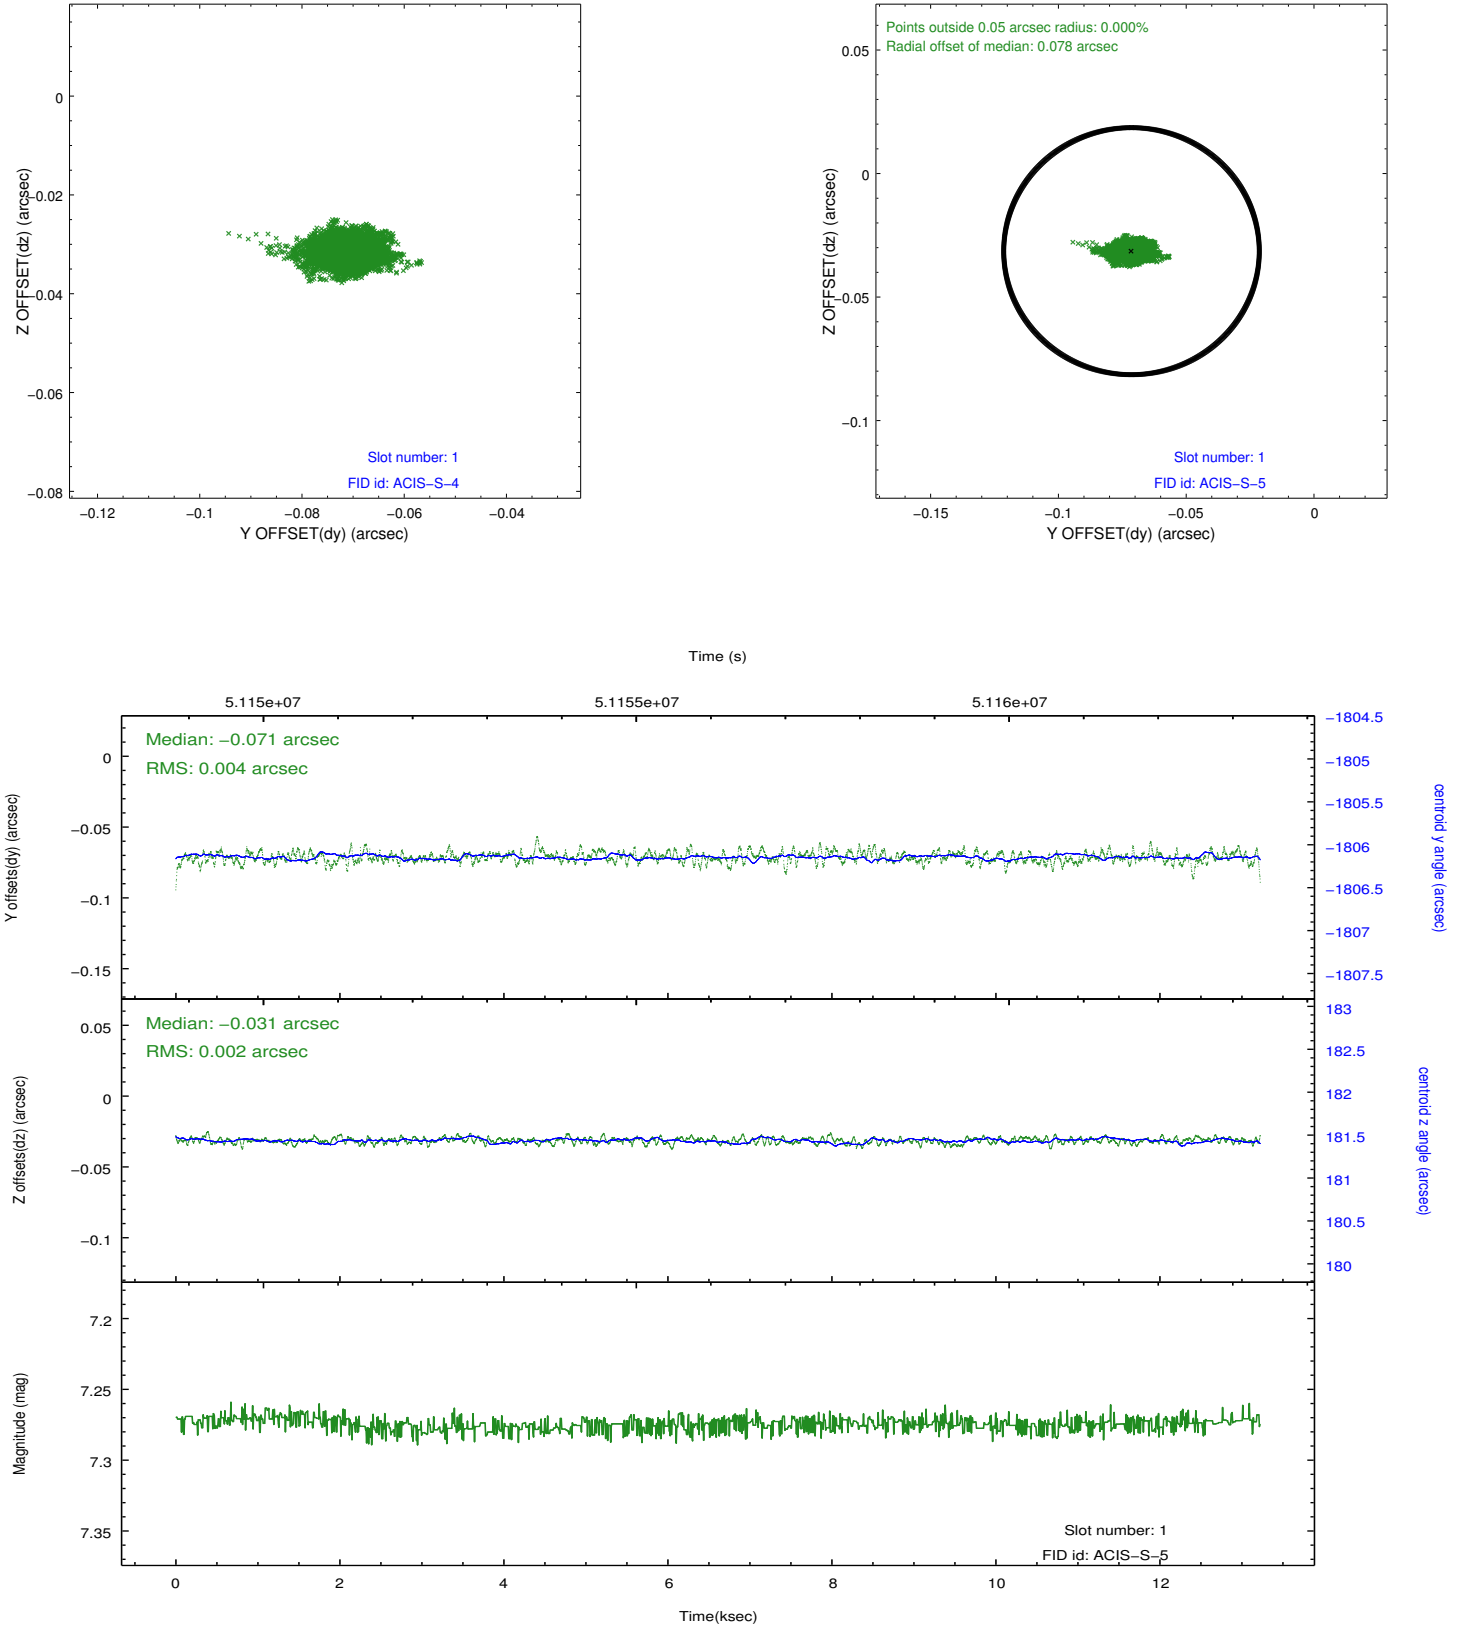 0
−0.02
−0.04
−0.06
−0.08
Z OFFSET(dz) (arcsec)
Slot number: 1
FID id: ACIS−S−4
−0.12
−0.1
−0.08
−0.06
−0.04
Y OFFSET(dy) (arcsec)
Points outside 0.05 arcsec radius: 0.000%
Radial offset of median: 0.078 arcsec
0.05
0
−0.05
−0.1
Z OFFSET(dz) (arcsec)
Slot number: 1
FID id: ACIS−S−5
−0.15
−0.1
−0.05
0
Y OFFSET(dy) (arcsec)
Time (s)
5.115e+07
5.1155e+07
5.116e+07
Median: −0.071 arcsec
RMS: 0.004 arcsec
0
−0.05
−0.1
−0.15
Y offsets(dy) (arcsec)
−1804.5
−1805
−1805.5
−1806
−1806.5
−1807
−1807.5
centroid y angle (arcsec)
Median: −0.031 arcsec
RMS: 0.002 arcsec
0.05
0
−0.05
−0.1
Z offsets(dz) (arcsec)
183
182.5
182
181.5
181
180.5
180
centroid z angle (arcsec)
7.2
7.25
7.3
7.35
Magnitude (mag)
Slot number: 1
FID id: ACIS−S−5
0
2
4
6
8
10
12
Time(ksec)